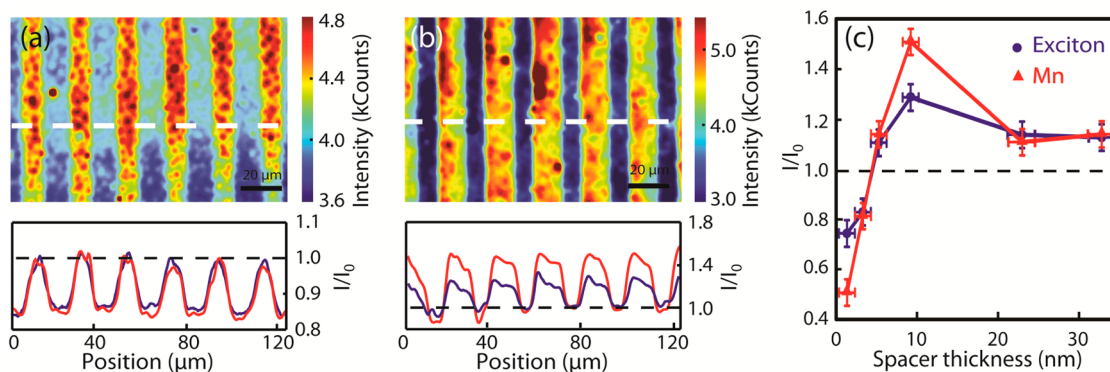 (a)
20 μm
4.8
4.4
4.0
3.6
Intensity (kCounts)
1.1
1.0
0.9
0.8
I/I0
0
40
80
120
Position (μm)
(b)
20 μm
5.0
4.0
3.0
Intensity (kCounts)
1.8
1.4
1.0
I/I0
0
40
80
120
Position (μm)
(c)
Exciton
Mn
1.6
1.4
1.2
1.0
0.8
0.6
0.4
I/I0
0
10
20
30
Spacer thickness (nm)